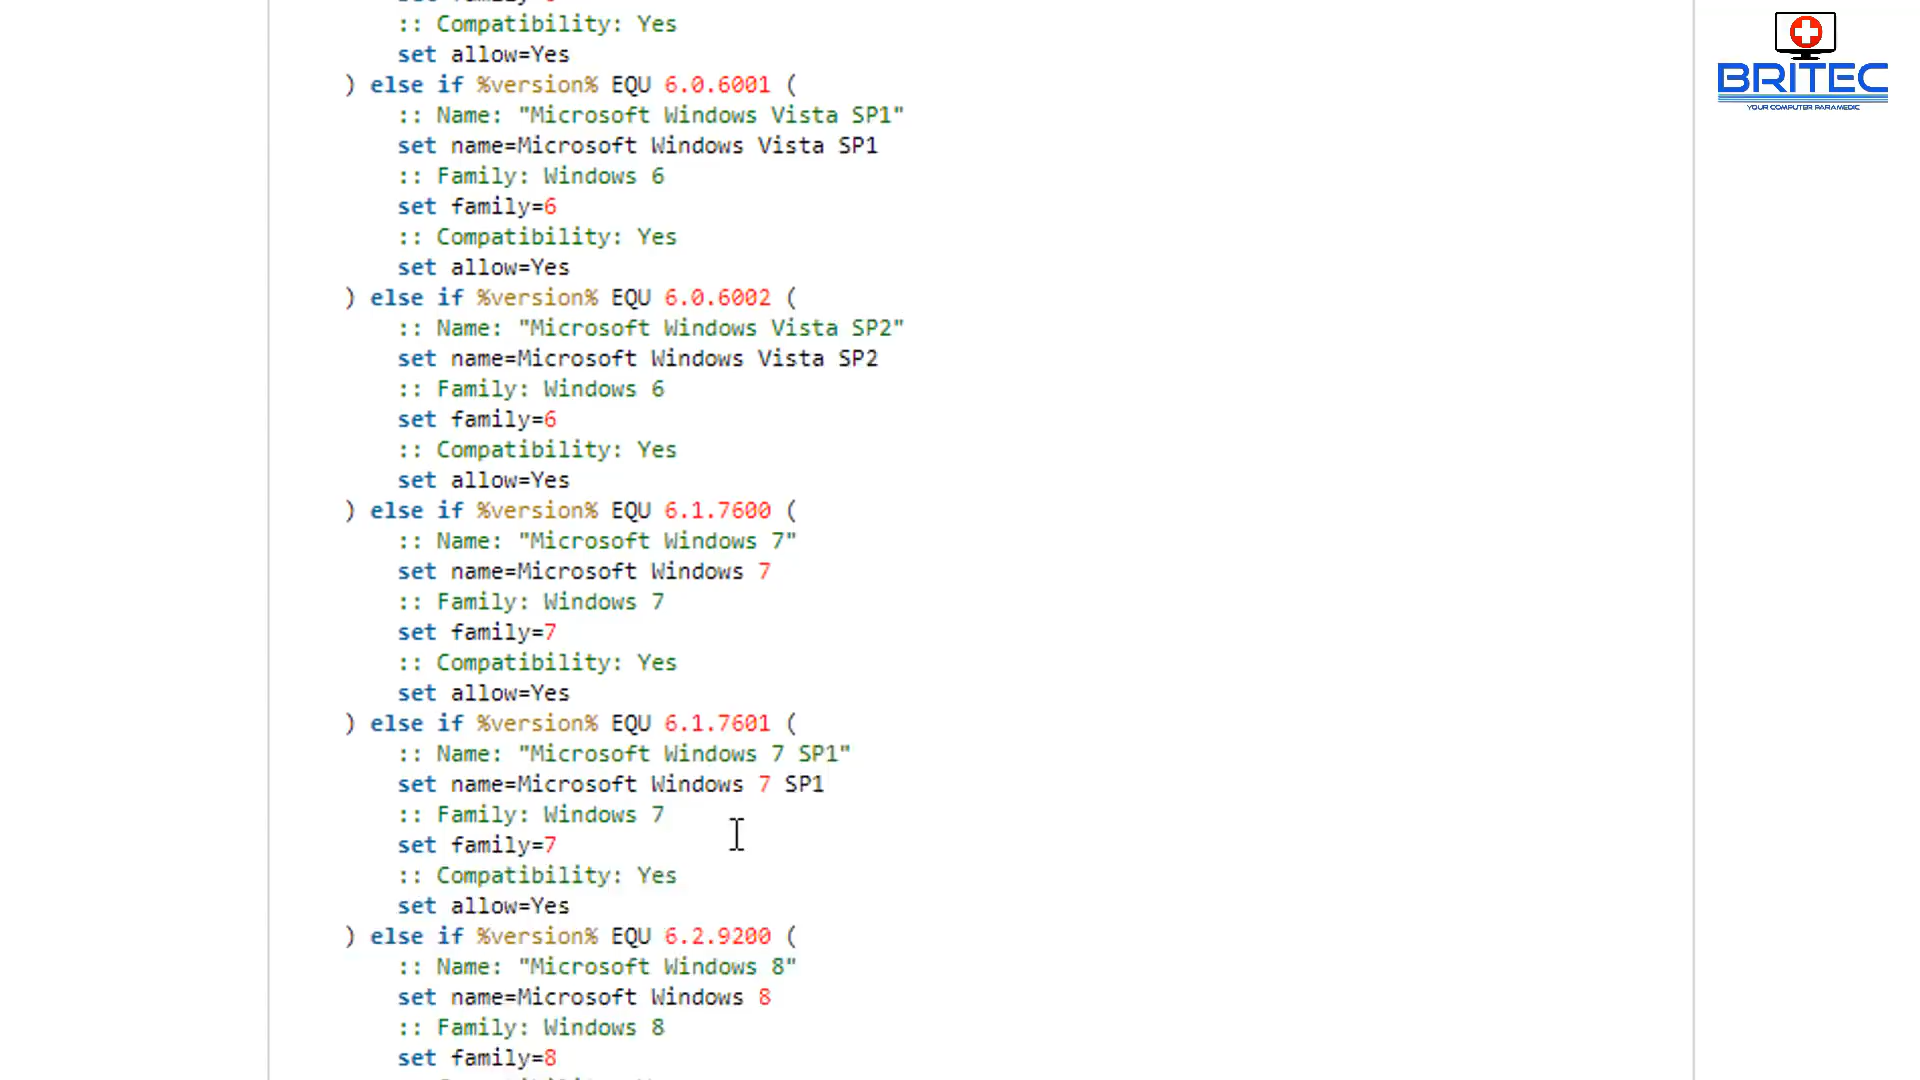 :: Compatibility: Yes
set allow=Yes
) else if %version% EQU 6.0.6001 (
:: Name: "Microsoft Windows Vista SP1"
set name=Microsoft Windows Vista SP1
:: Family: Windows 6
set family=6
:: Compatibility: Yes
set allow=Yes
) else if %version% EQU 6.0.6002 (
:: Name: "Microsoft Windows Vista SP2"
set name=Microsoft Windows Vista SP2
:: Family: Windows 6
set family=6
:: Compatibility: Yes
set allow=Yes
) else if %version% EQU 6.1.7600 (
:: Name: "Microsoft Windows 7"
set name=Microsoft Windows 7
:: Family: Windows 7
set family=7
:: Compatibility: Yes
set allow=Yes
) else if %version% EQU 6.1.7601 (
:: Name: "Microsoft Windows 7 SP1"
set name=Microsoft Windows 7 SP1
:: Family: Windows 7
set family=7
:: Compatibility: Yes
set allow=Yes
) else if %version% EQU 6.2.9200 (
:: Name: "Microsoft Windows 8"
set name=Microsoft Windows 8
:: Family: Windows 8
set family=8
BRITEC
YOUR COMPUTER PARAMEDIC